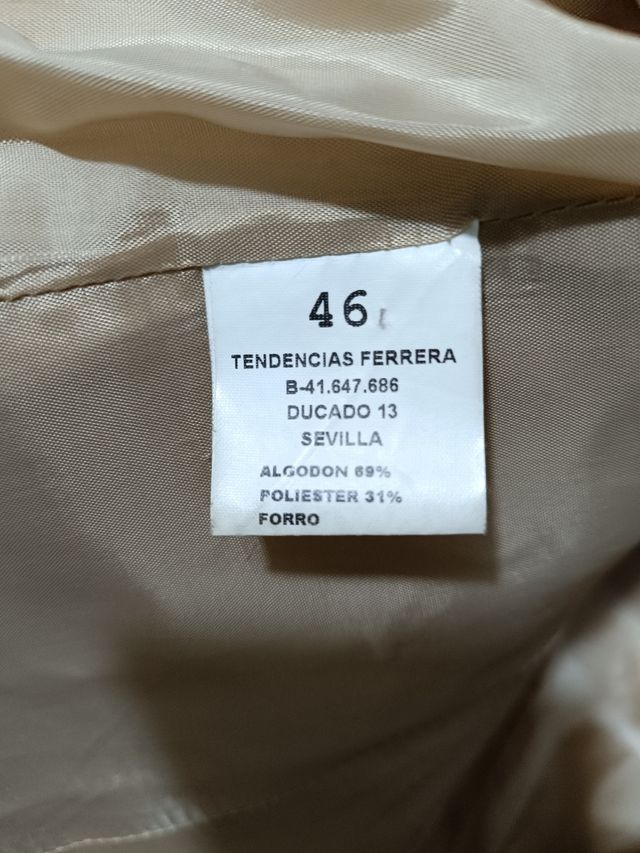 46
TENDENCIAS FERRERA
B-41.647.686
DUCADO 13
SEVILLA
ALGODON 69%
POLIESTER 31%
FORRO